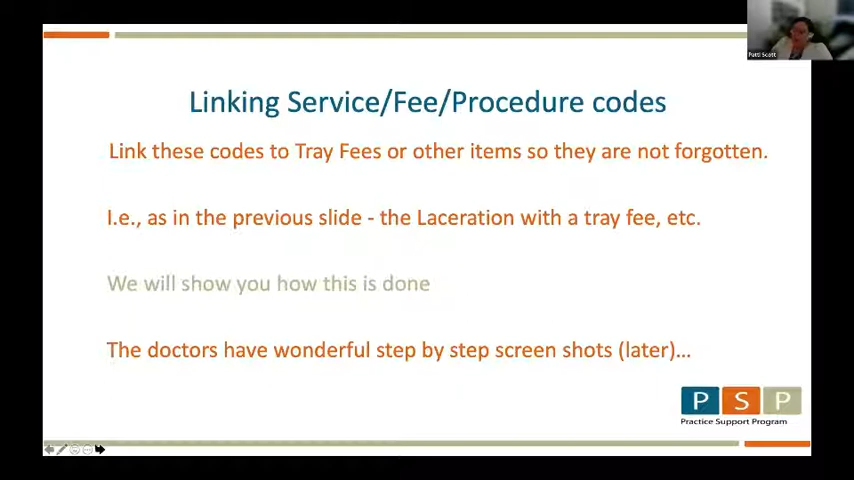 Patti Scott
Linking Service/Fee/Procedure codes
Link these codes to Tray Fees or other items so they are not forgotten.
I.e., as in the previous slide - the Laceration with a tray fee, etc.
We will show you how this is done
The doctors have wonderful step by step screen shots (later)…
P S P
Practice Support Program